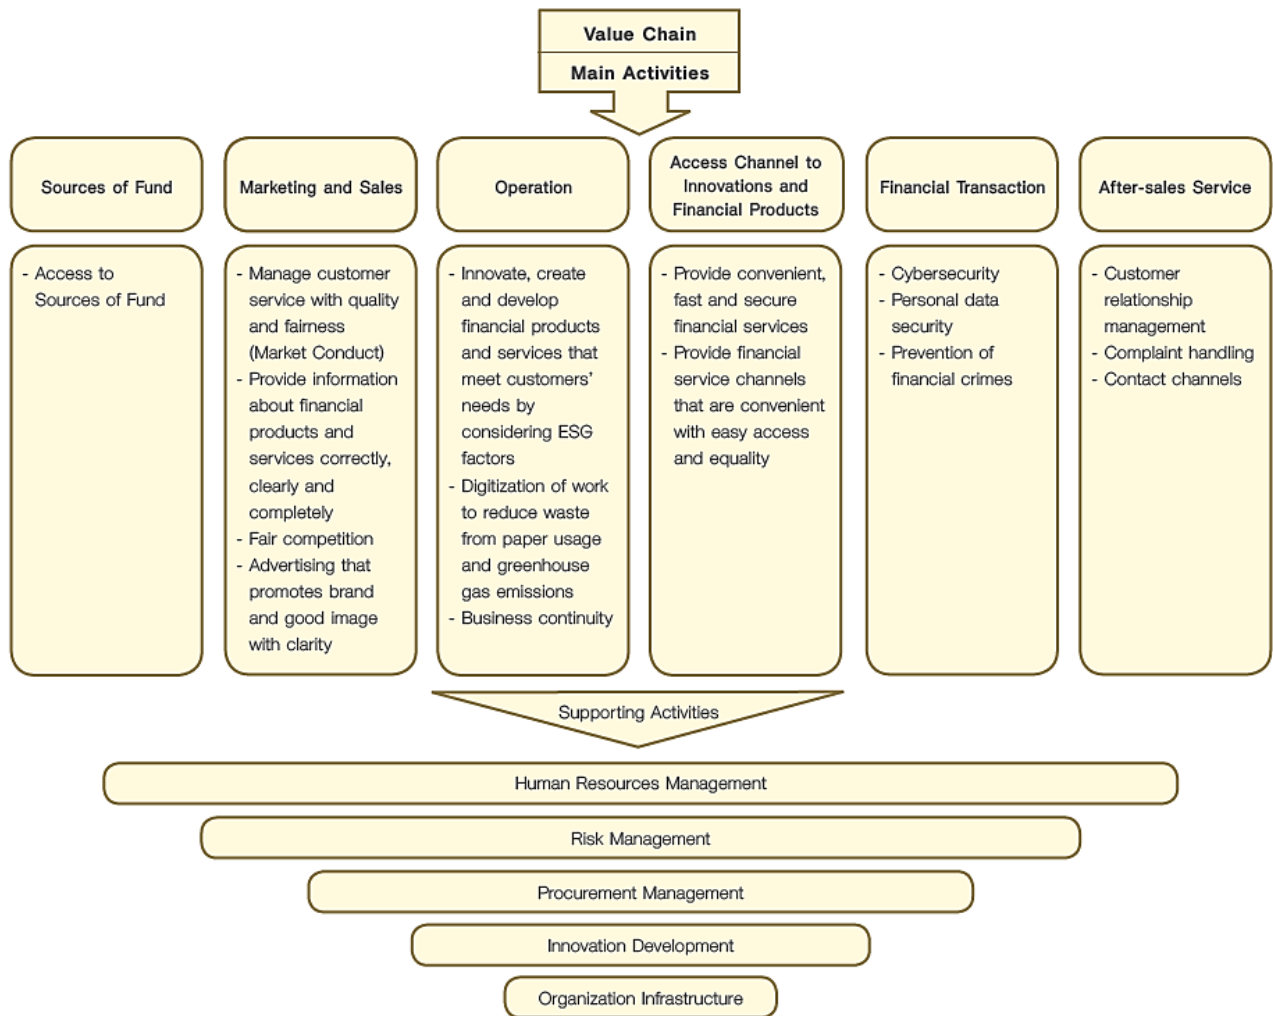 Value Chain
Main Activities
Sources of Fund
Marketing and Sales
Operation
Access Channel to
Innovations and
Financial Products
Financial Transaction
After-sales Service
- Access to
Sources of Fund
- Manage customer
service with quality
and fairness
(Market Conduct)
- Provide information
about financial
products and
services correctly,
clearly and
completely
- Fair competition
- Advertising that
promotes brand
and good image
with clarity
- Innovate, create
and develop
financial products
and services that
meet customers’
needs by
considering ESG
factors
- Digitization of work
to reduce waste
from paper usage
and greenhouse
gas emissions
- Business continuity
- Provide convenient,
fast and secure
financial services
- Provide financial
service channels
that are convenient
with easy access
and equality
- Cybersecurity
- Personal data
security
- Prevention of
financial crimes
- Customer
relationship
management
- Complaint handling
- Contact channels
Supporting Activities
Human Resources Management
Risk Management
Procurement Management
Innovation Development
Organization Infrastructure